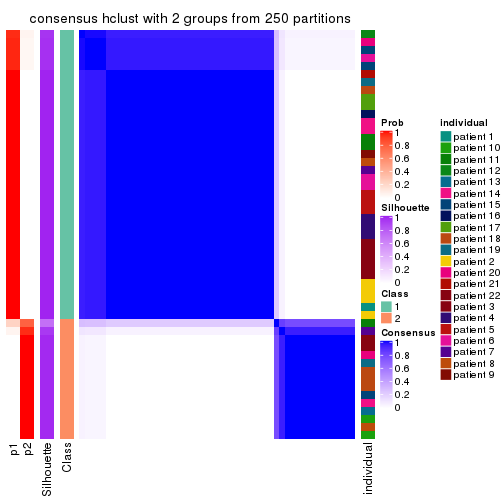 consensus hclust with 2 groups from 250 partitions
Prob
1
0.8
0.6
0.4
0.2
0
Silhouette
1
0.8
0.6
0.4
0.2
0
Class
1
2
Consensus
1
0.8
0.6
0.4
0.2
0
individual
patient 1
patient 10
patient 11
patient 12
patient 13
patient 14
patient 15
patient 16
patient 17
patient 18
patient 19
patient 2
patient 20
patient 21
patient 22
patient 3
patient 4
patient 5
patient 6
patient 7
patient 8
patient 9
p1
p2
Silhouette
Class
individual